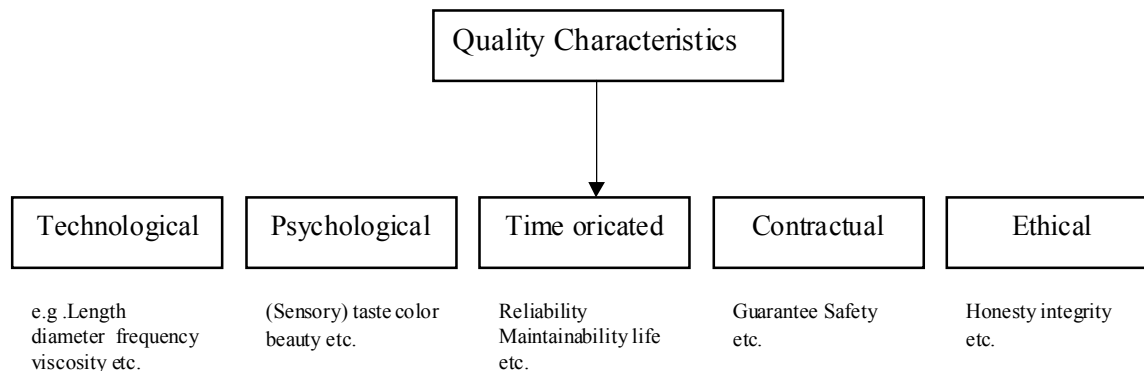 Quality Characteristics
Technological
Psychological
Time oricated
Contractual
Ethical
e.g .Length
diameter frequency
viscosity etc.
(Sensory) taste color
beauty etc.
Reliability
Maintainability life
etc.
Guarantee Safety
etc.
Honesty integrity
etc.